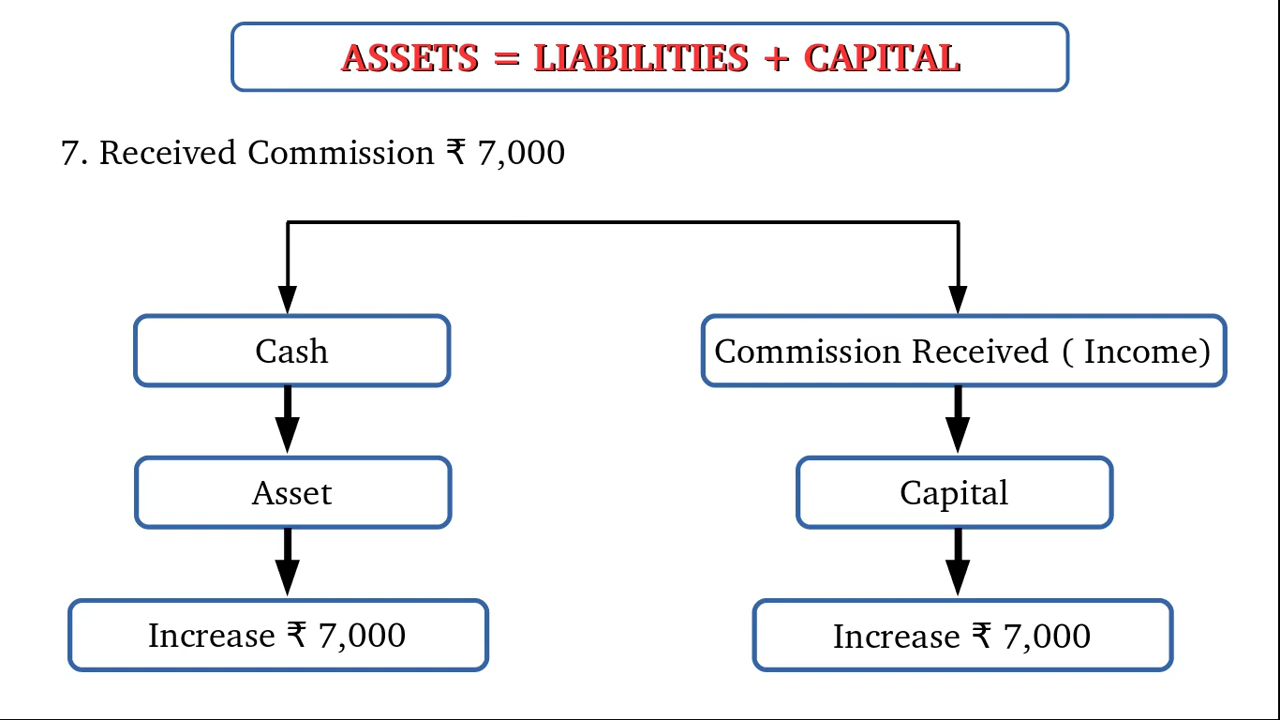 ASSETS = LIABILITIES + CAPITAL
7. Received Commission ₹ 7,000
Cash
Commission Received ( Income)
Asset
Capital
Increase ₹ 7,000
Increase ₹ 7,000